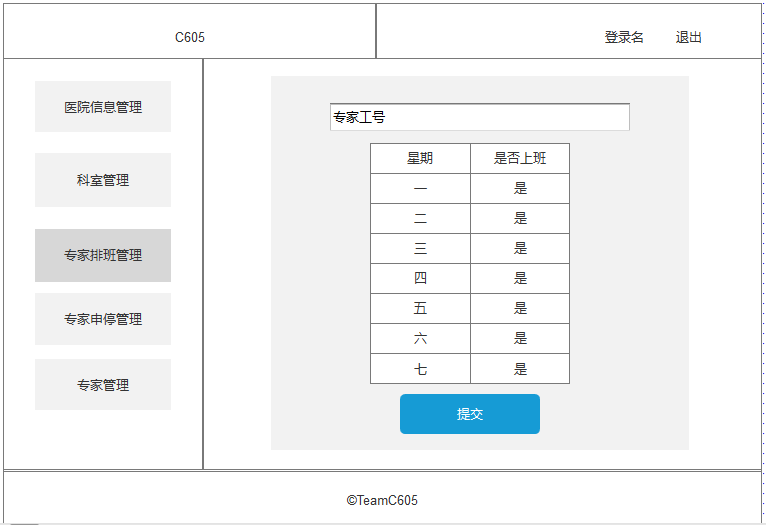 C605
登录名 退出
医院信息管理
科室管理
专家排班管理
专家申停管理
专家管理
专家工号
星期 是否上班
一 是
二 是
三 是
四 是
五 是
六 是
七 是
提交
©TeamC605